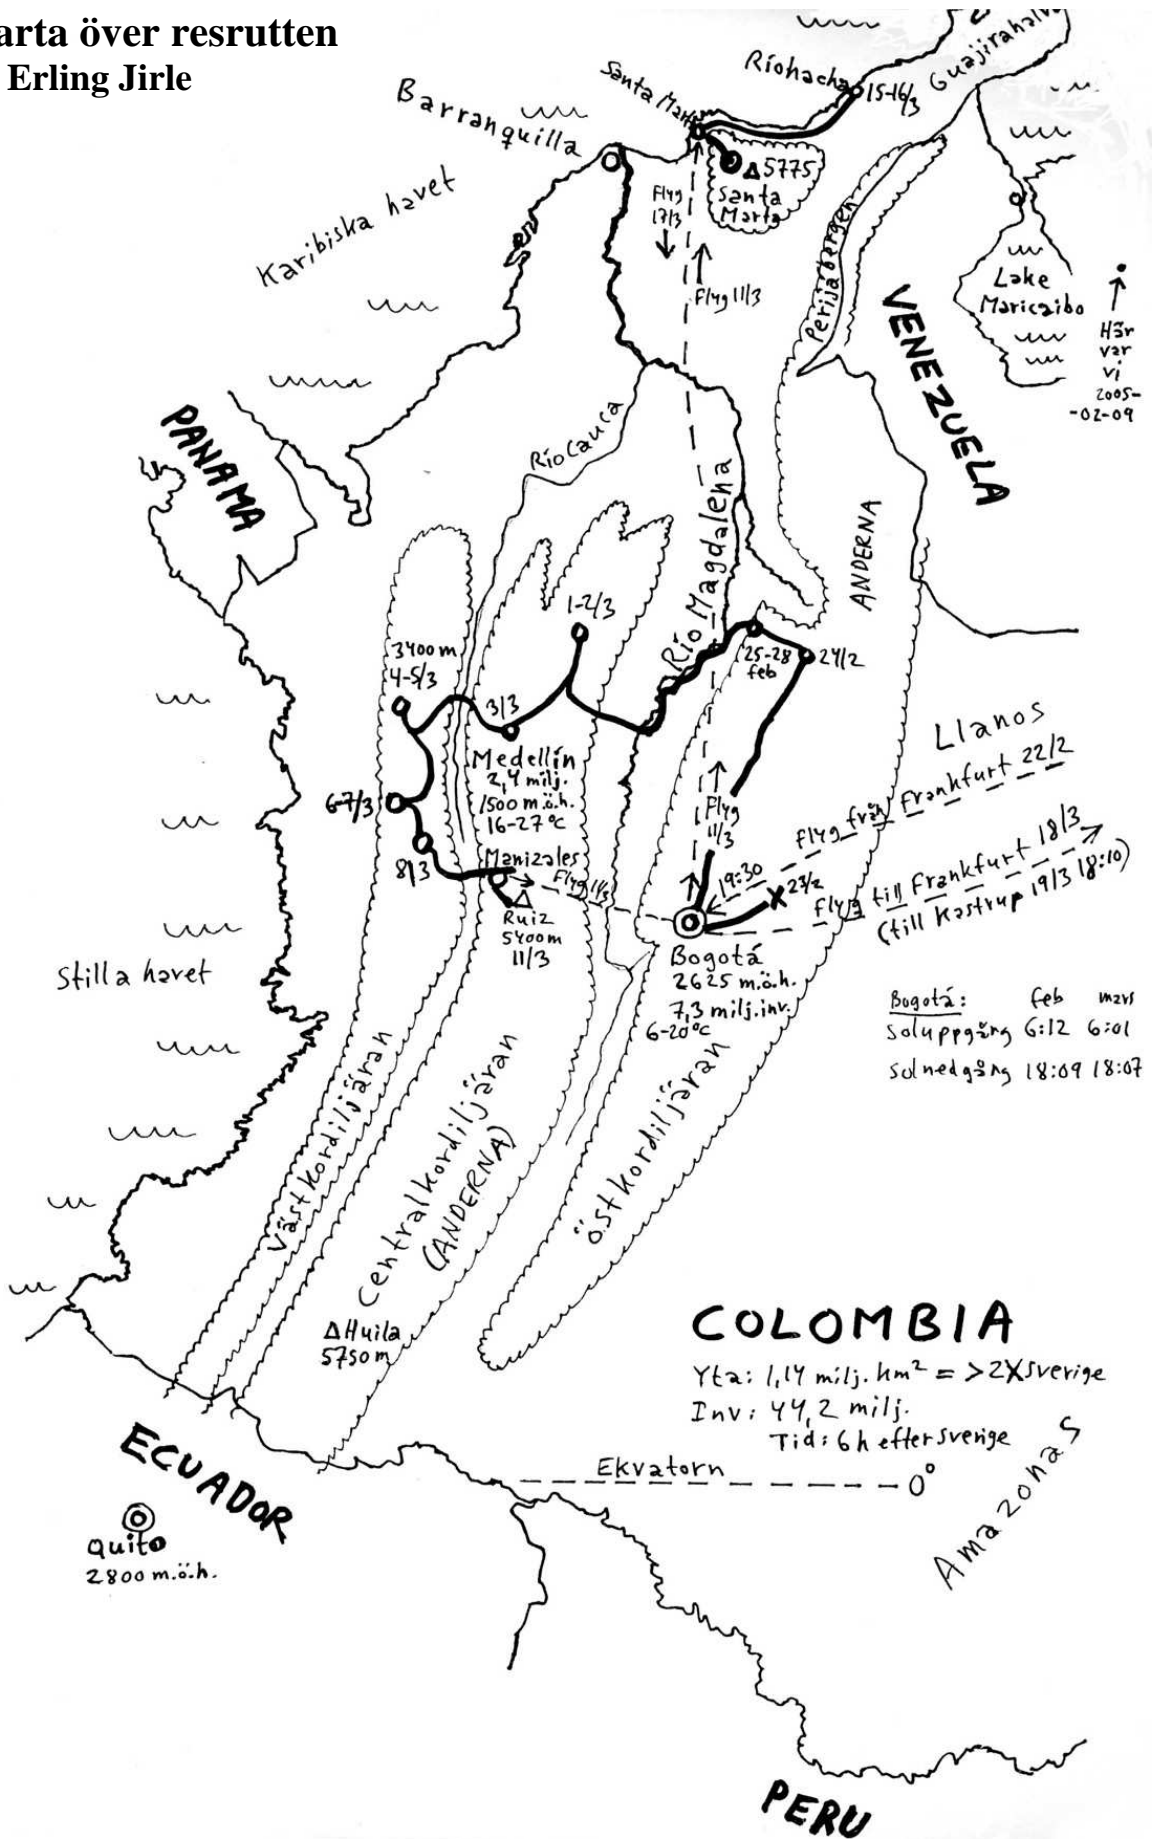 arta över resrutten
Erling Jirle
Karibiska havet
Barranquilla
Santa Marta
Ríohacha
15-16/3
Guajirahalv
Δ5775
Santa
Marta
Flyg
17/3
Flyg 11/3
Perijábergen
VENEZUELA
Lake
Maricaibo
Här
var
vi
2005-
-02-09
PANAMA
Río Cauca
Río Magdalena
ANDERNA
1-2/3
3400 m
4-5/3
3/3
25-28
feb
24/2
Medellín
2,4 milj.
1500 m.ö.h.
16-27°C
6-7/3
8/3
Manizales
Flyg 11/3
Ruiz
5400m
11/3
Flyg
11/3
Llanos
Flyg från Frankfurt 22/2
19:30
23/2
Flyg till Frankfurt 18/3
(till Kastrup 19/3 18:10)
Bogotá
2625 m.ö.h.
7,3 milj.inv.
6-20°C
Stilla havet
Bogotá: feb mars
Soluppgång 6:12 6:01
Solnedgång 18:09 18:07
Västkordiljäran
Centralkordiljäran
(ANDERNA)
Östkordiljäran
Δ Huila
5750 m
COLOMBIA
Yta: 1,14 milj. km² = >2Xsverige
Inv: 44,2 milj.
Tid: 6h efter sverige
Ekvatorn 0°
Amazonas
ECUADOR
Quito
2800 m.ö.h.
PERU